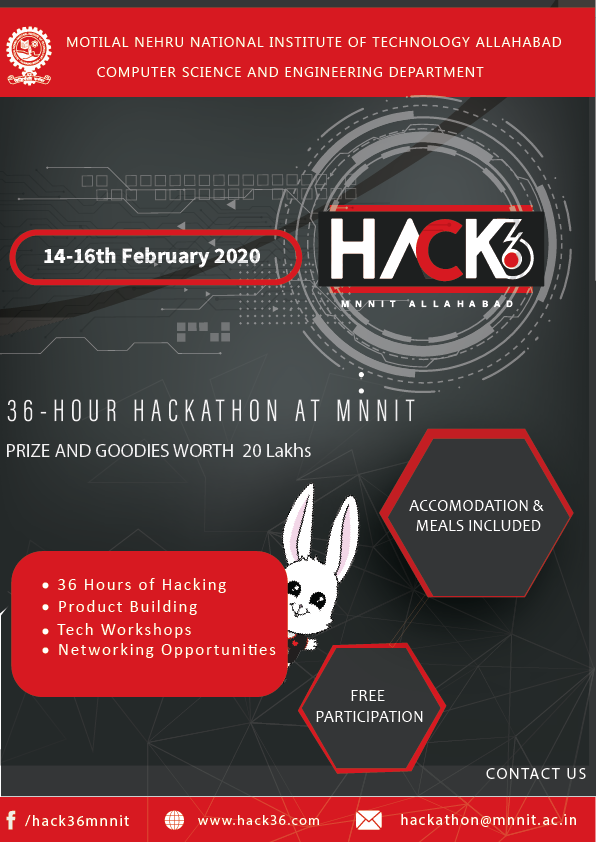 MOTILAL NEHRU NATIONAL INSTITUTE OF TECHNOLOGY ALLAHABAD
COMPUTER SCIENCE AND ENGINEERING DEPARTMENT
14-16th February 2020
HACK36
MNNIT ALLAHABAD
36-HOUR HACKATHON AT MNNIT
PRIZE AND GOODIES WORTH 20 Lakhs
ACCOMODATION &
MEALS INCLUDED
• 36 Hours of Hacking
• Product Building
• Tech Workshops
• Networking Opportunities
FREE
PARTICIPATION
CONTACT US
/hack36mnnit
www.hack36.com
hackathon@mnnit.ac.in